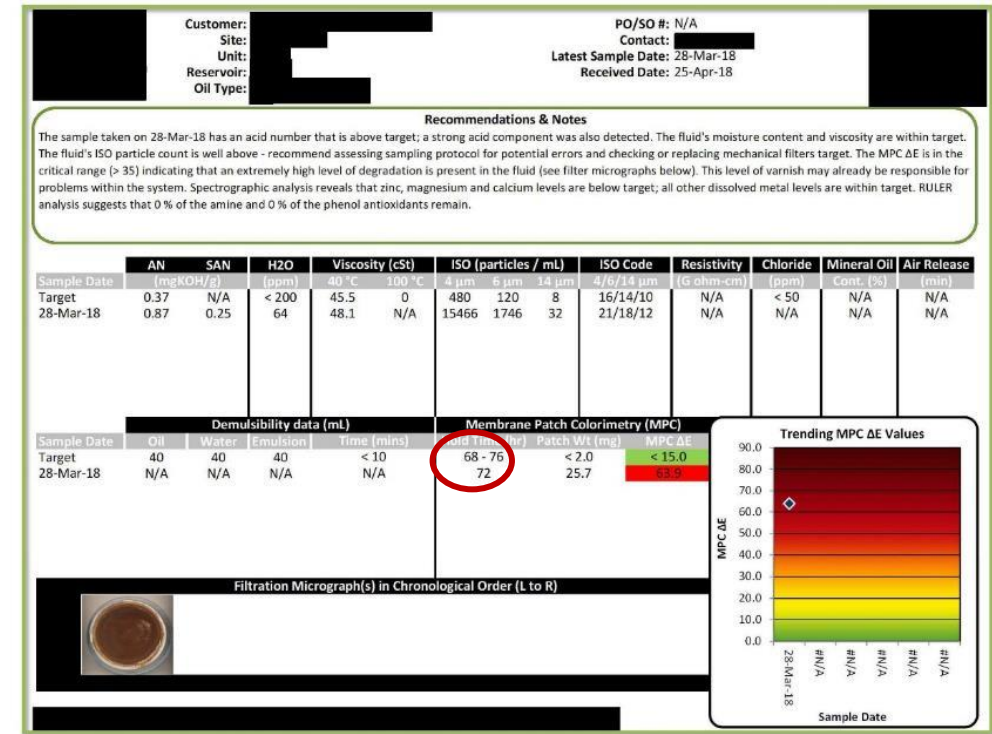 Customer:
Site:
Unit:
Reservoir:
Oil Type:
PO/SO #: N/A
Contact:
Latest Sample Date: 28-Mar-18
Received Date: 25-Apr-18
Recommendations & Notes
The sample taken on 28-Mar-18 has an acid number that is above target; a strong acid component was also detected. The fluid's moisture content and viscosity are within target.
The fluid's ISO particle count is well above - recommend assessing sampling protocol for potential errors and checking or replacing mechanical filters target. The MPC ΔE is in the
critical range (> 35) indicating that an extremely high level of degradation is present in the fluid (see filter micrographs below). This level of varnish may already be responsible for
problems within the system. Spectrographic analysis reveals that zinc, magnesium and calcium levels are below target; all other dissolved metal levels are within target. RULER
analysis suggests that 0 % of the amine and 0 % of the phenol antioxidants remain.
AN SAN H2O Viscosity (cSt) ISO (particles / mL) ISO Code Resistivity Chloride Mineral Oil Air Release
Sample Date (mgKOH/g) (ppm) 40 °C 100 °C 4 µm 6 µm 14 µm 4/6/14 µm (G ohm-cm) (ppm) Cont. (%) (min)
Target 0.37 N/A < 200 45.5 0 480 120 8 16/14/10 N/A < 50 N/A N/A
28-Mar-18 0.87 0.25 64 48.1 N/A 15466 1746 32 21/18/12 N/A N/A N/A N/A
Demulsibility data (mL) Membrane Patch Colorimetry (MPC)
Sample Date Oil Water Emulsion Time (mins) Hold Time (hr) Patch Wt (mg) MPC ΔE
Target 40 40 40 < 10 68 - 76 < 2.0 < 15.0
28-Mar-18 N/A N/A N/A N/A 72 25.7 63.9
Filtration Micrograph(s) in Chronological Order (L to R)
Trending MPC ΔE Values
90.0
80.0
70.0
60.0
50.0
40.0
30.0
20.0
10.0
0.0
MPC ΔE
28-Mar-18 #N/A #N/A #N/A #N/A #N/A
Sample Date